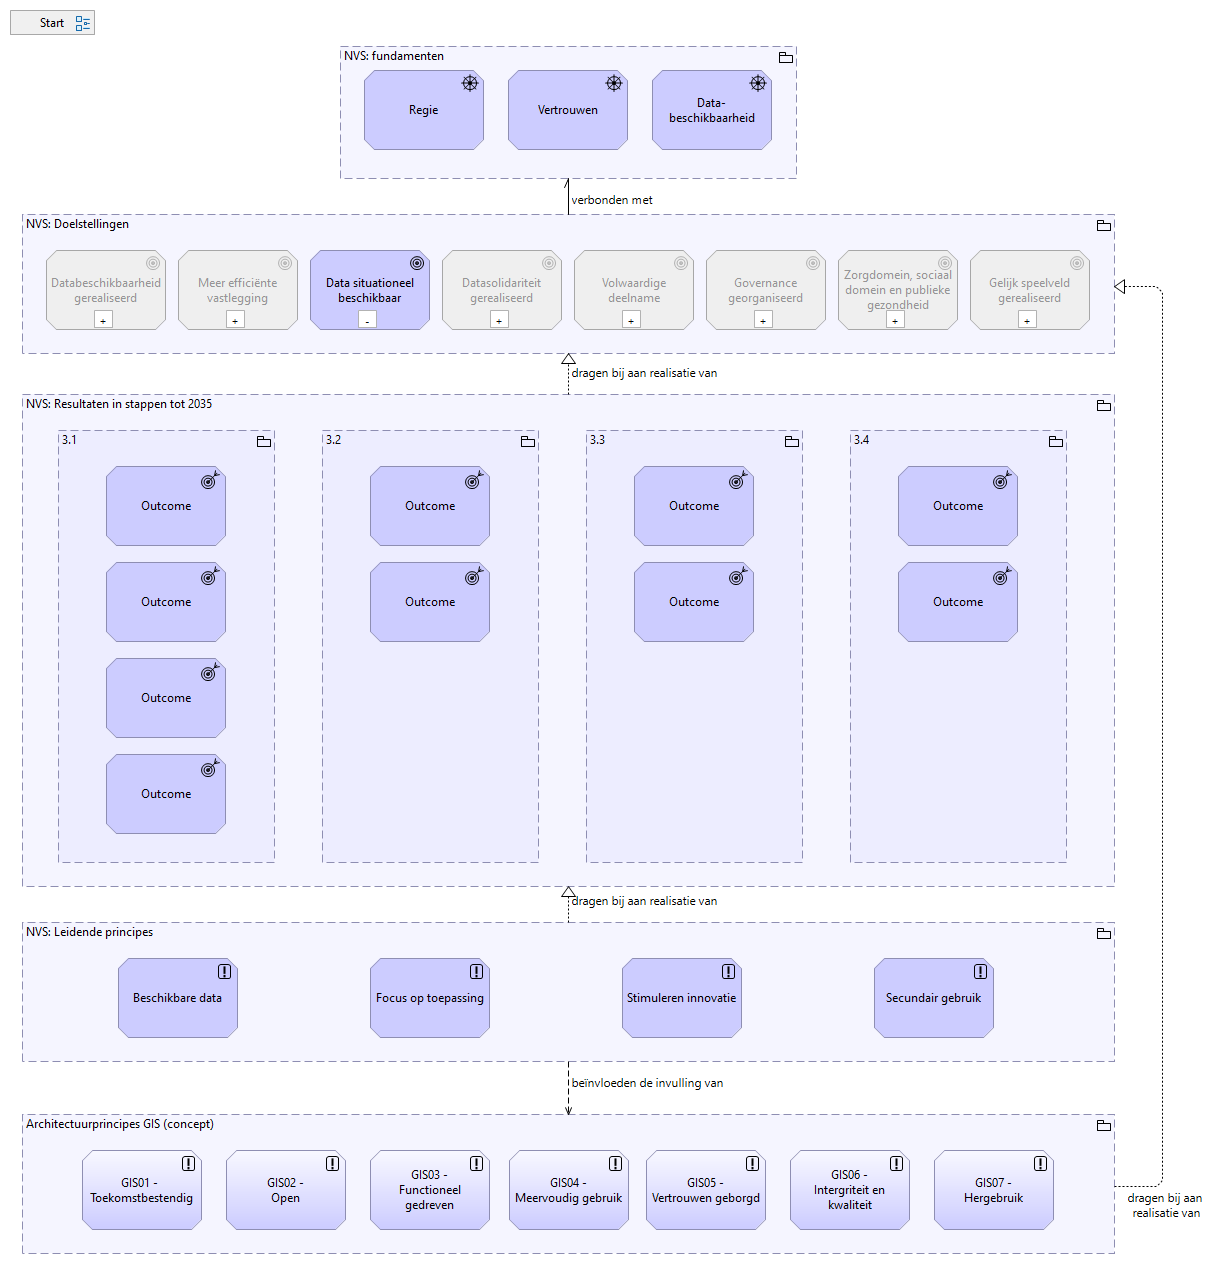 Start
NVS: fundamenten
Regie
Vertrouwen
Data-
beschikbaarheid
verbonden met
NVS: Doelstellingen
Databeschikbaarheid
gerealiseerd
+
Meer efficiënte
vastlegging
+
Data situationeel
beschikbaar
-
Datasolidariteit
gerealiseerd
+
Volwaardige
deelname
+
Governance
georganiseerd
+
Zorgdomein, sociaal
domein en publieke
gezondheid
+
Gelijk speelveld
gerealiseerd
+
dragen bij aan realisatie van
NVS: Resultaten in stappen tot 2035
3.1
Outcome
Outcome
Outcome
Outcome
3.2
Outcome
Outcome
3.3
Outcome
Outcome
3.4
Outcome
Outcome
dragen bij aan realisatie van
NVS: Leidende principes
Beschikbare data
Focus op toepassing
Stimuleren innovatie
Secundair gebruik
beïnvloeden de invulling van
Architectuurprincipes GIS (concept)
GIS01 -
Toekomstbestendig
GIS02 -
Open
GIS03 -
Functioneel
gedreven
GIS04 -
Meervoudig gebruik
GIS05 -
Vertrouwen geborgd
GIS06 -
Intergriteit en
kwaliteit
GIS07 -
Hergebruik
dragen bij aan
realisatie van